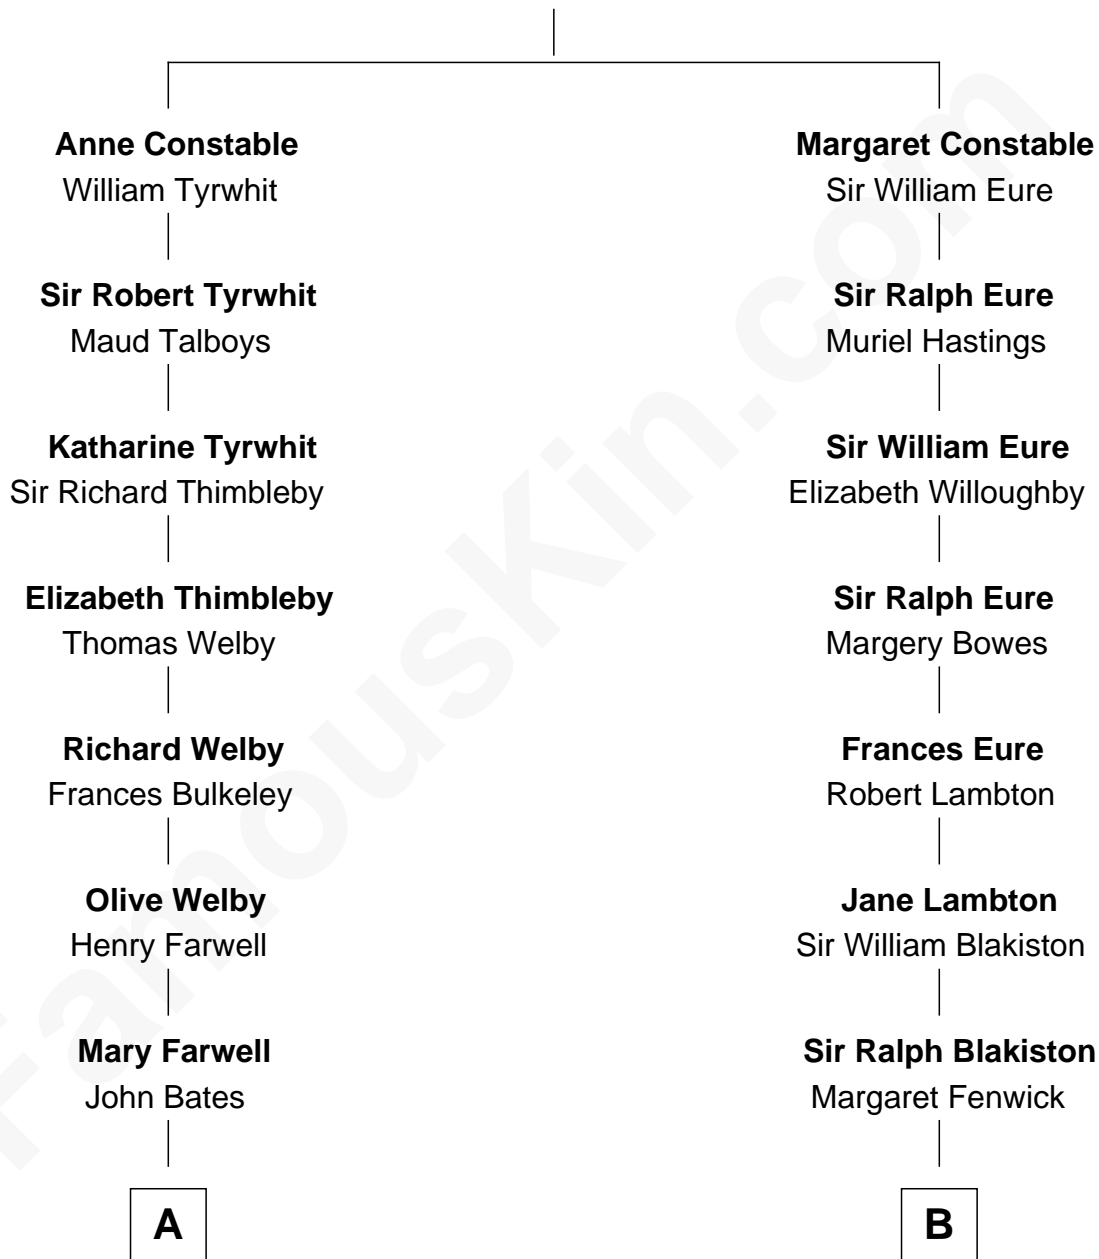 Anne Constable
William Tyrwhit
Sir Robert Tyrwhit
Maud Talboys
Katharine Tyrwhit
Sir Richard Thimbleby
Elizabeth Thimbleby
Thomas Welby
Richard Welby
Frances Bulkeley
Olive Welby
Henry Farwell
Mary Farwell
John Bates
A
Margaret Constable
Sir William Eure
Sir Ralph Eure
Muriel Hastings
Sir William Eure
Elizabeth Willoughby
Sir Ralph Eure
Margery Bowes
Frances Eure
Robert Lambton
Jane Lambton
Sir William Blakiston
Sir Ralph Blakiston
Margaret Fenwick
B
FamousKin.com